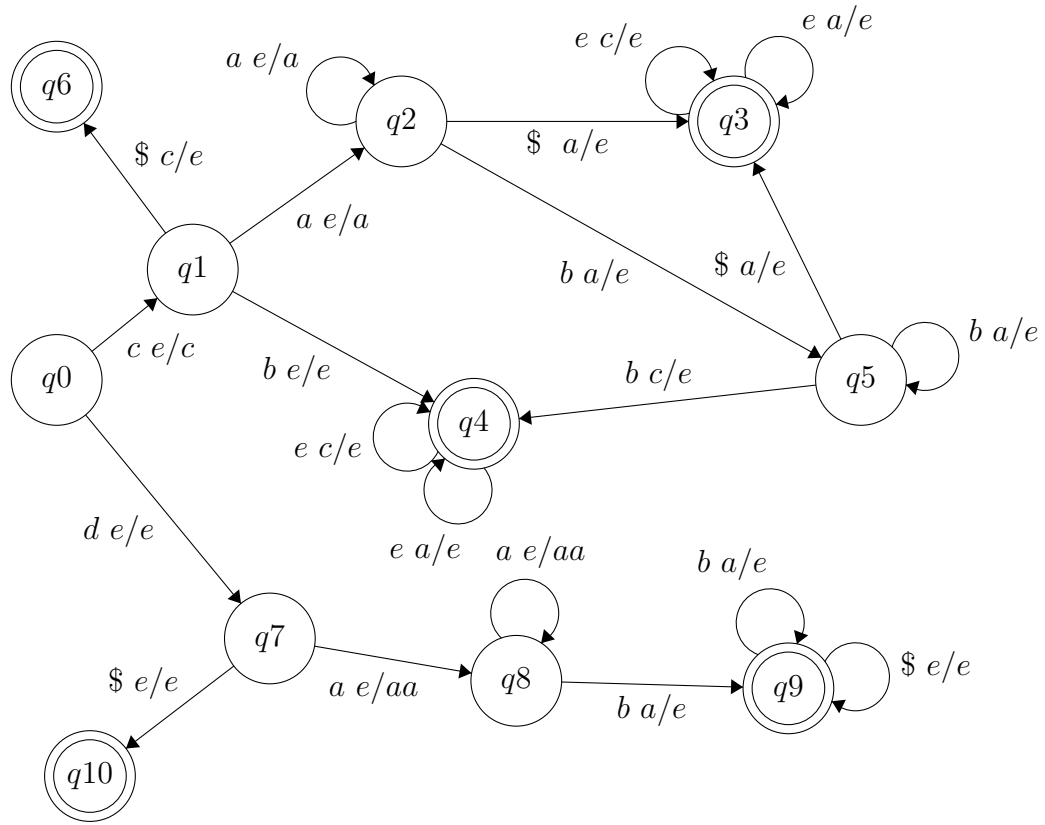 e a/e
e c/e
a e/a
q6
q2
q3
$ a/e
$ c/e
a e/a
q1
b a/e
$ a/e
b a/e
c e/c
q0
b e/e
b c/e
q5
q4
e c/e
d e/e
e a/e
a e/aa
b a/e
q7
$ e/e
a e/aa
q8
b a/e
q9
$ e/e
q10